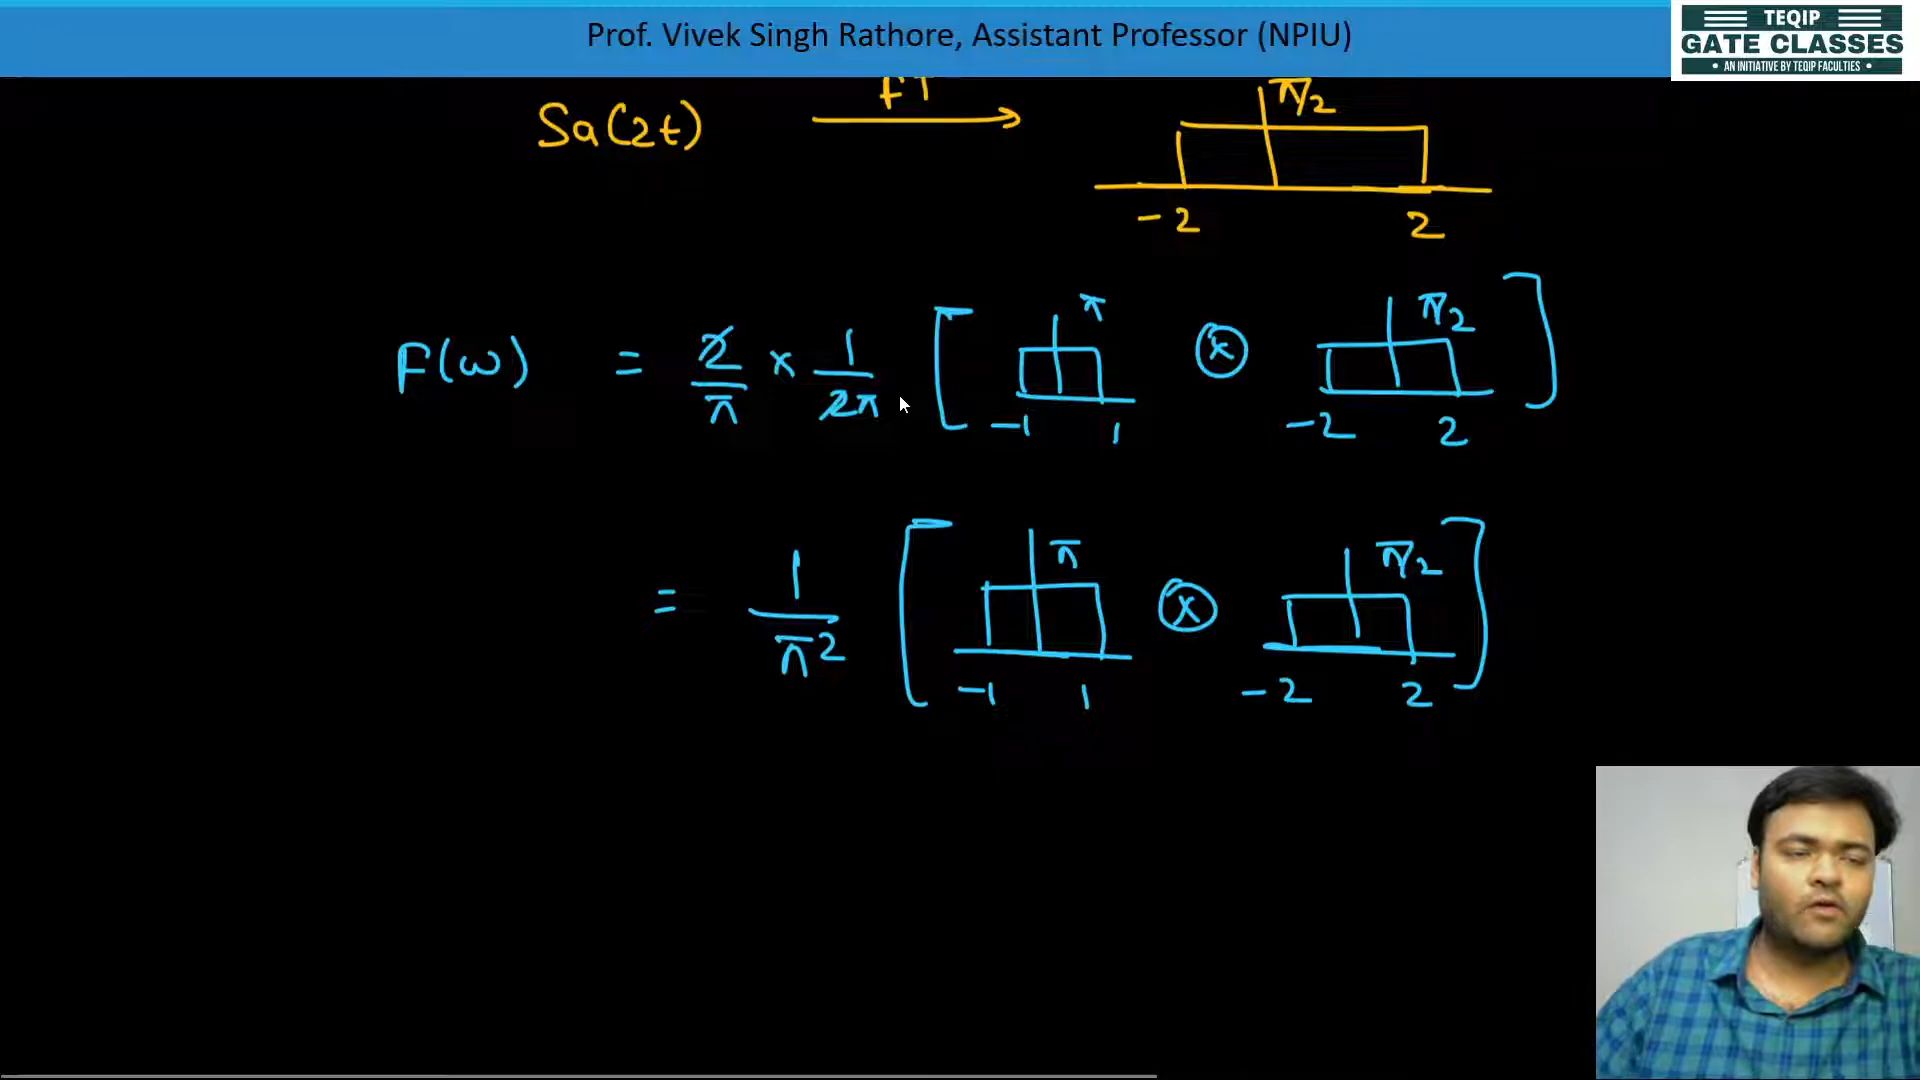 Prof. Vivek Singh Rathore, Assistant Professor (NPIU)
TEQIP
GATE CLASSES
• AN INITIATIVE BY TEQIP FACULTIES •
Sa(2t) FT → π/2
-2 2
F(ω) = 2/π × 1/2π [ π ⊗ π/2 ]
-1 1 -2 2
= 1/π² [ π ⊗ π/2 ]
-1 1 -2 2